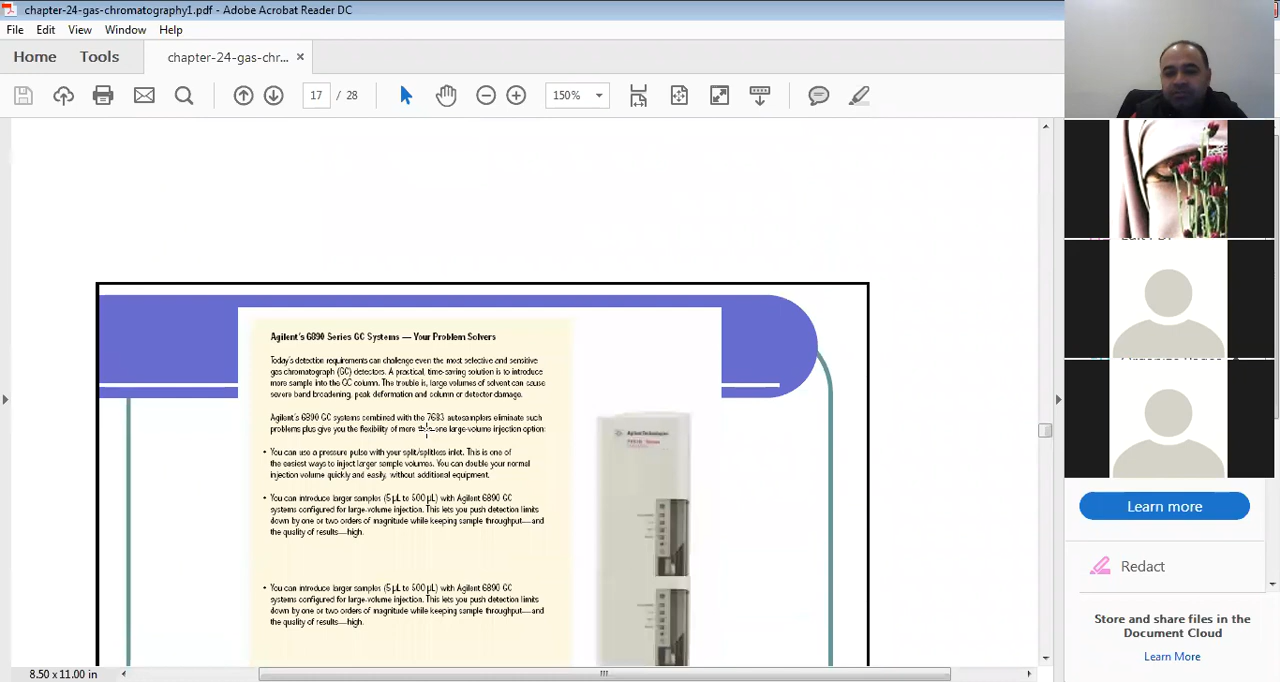 chapter-24-gas-chromatography1.pdf - Adobe Acrobat Reader DC
File Edit View Window Help
Home Tools chapter-24-gas-chr... ×
17 / 28 150%
Agilent's 6890 Series GC Systems — Your Problem Solvers
Today's detection requirements can challenge even the most selective and sensitive
gas chromatograph (GC) detectors. A practical, time-saving solution is to introduce
more sample into the GC column. The trouble is, large volumes of solvent can cause
severe band broadening, peak deformation and column or detector damage.
Agilent's 6890 GC systems combined with the 7683 autosamplers eliminate such
problems plus give you the flexibility of more than one large-volume injection option:
• You can use a pressure pulse with your split/splitless inlet. This is one of
the easiest ways to inject larger sample volumes. You can double your normal
injection volume quickly and easily, without additional equipment.
• You can introduce larger samples (5 µL to 500 µL) with Agilent 6890 GC
systems configured for large-volume injection. This lets you push detection limits
down by one or two orders of magnitude while keeping sample throughput—and
the quality of results—high.
• You can introduce larger samples (5 µL to 500 µL) with Agilent 6890 GC
systems configured for large-volume injection. This lets you push detection limits
down by one or two orders of magnitude while keeping sample throughput—and
the quality of results—high.
Agilent Technologies
Learn more
Redact
Store and share files in the
Document Cloud
Learn More
8.50 x 11.00 in